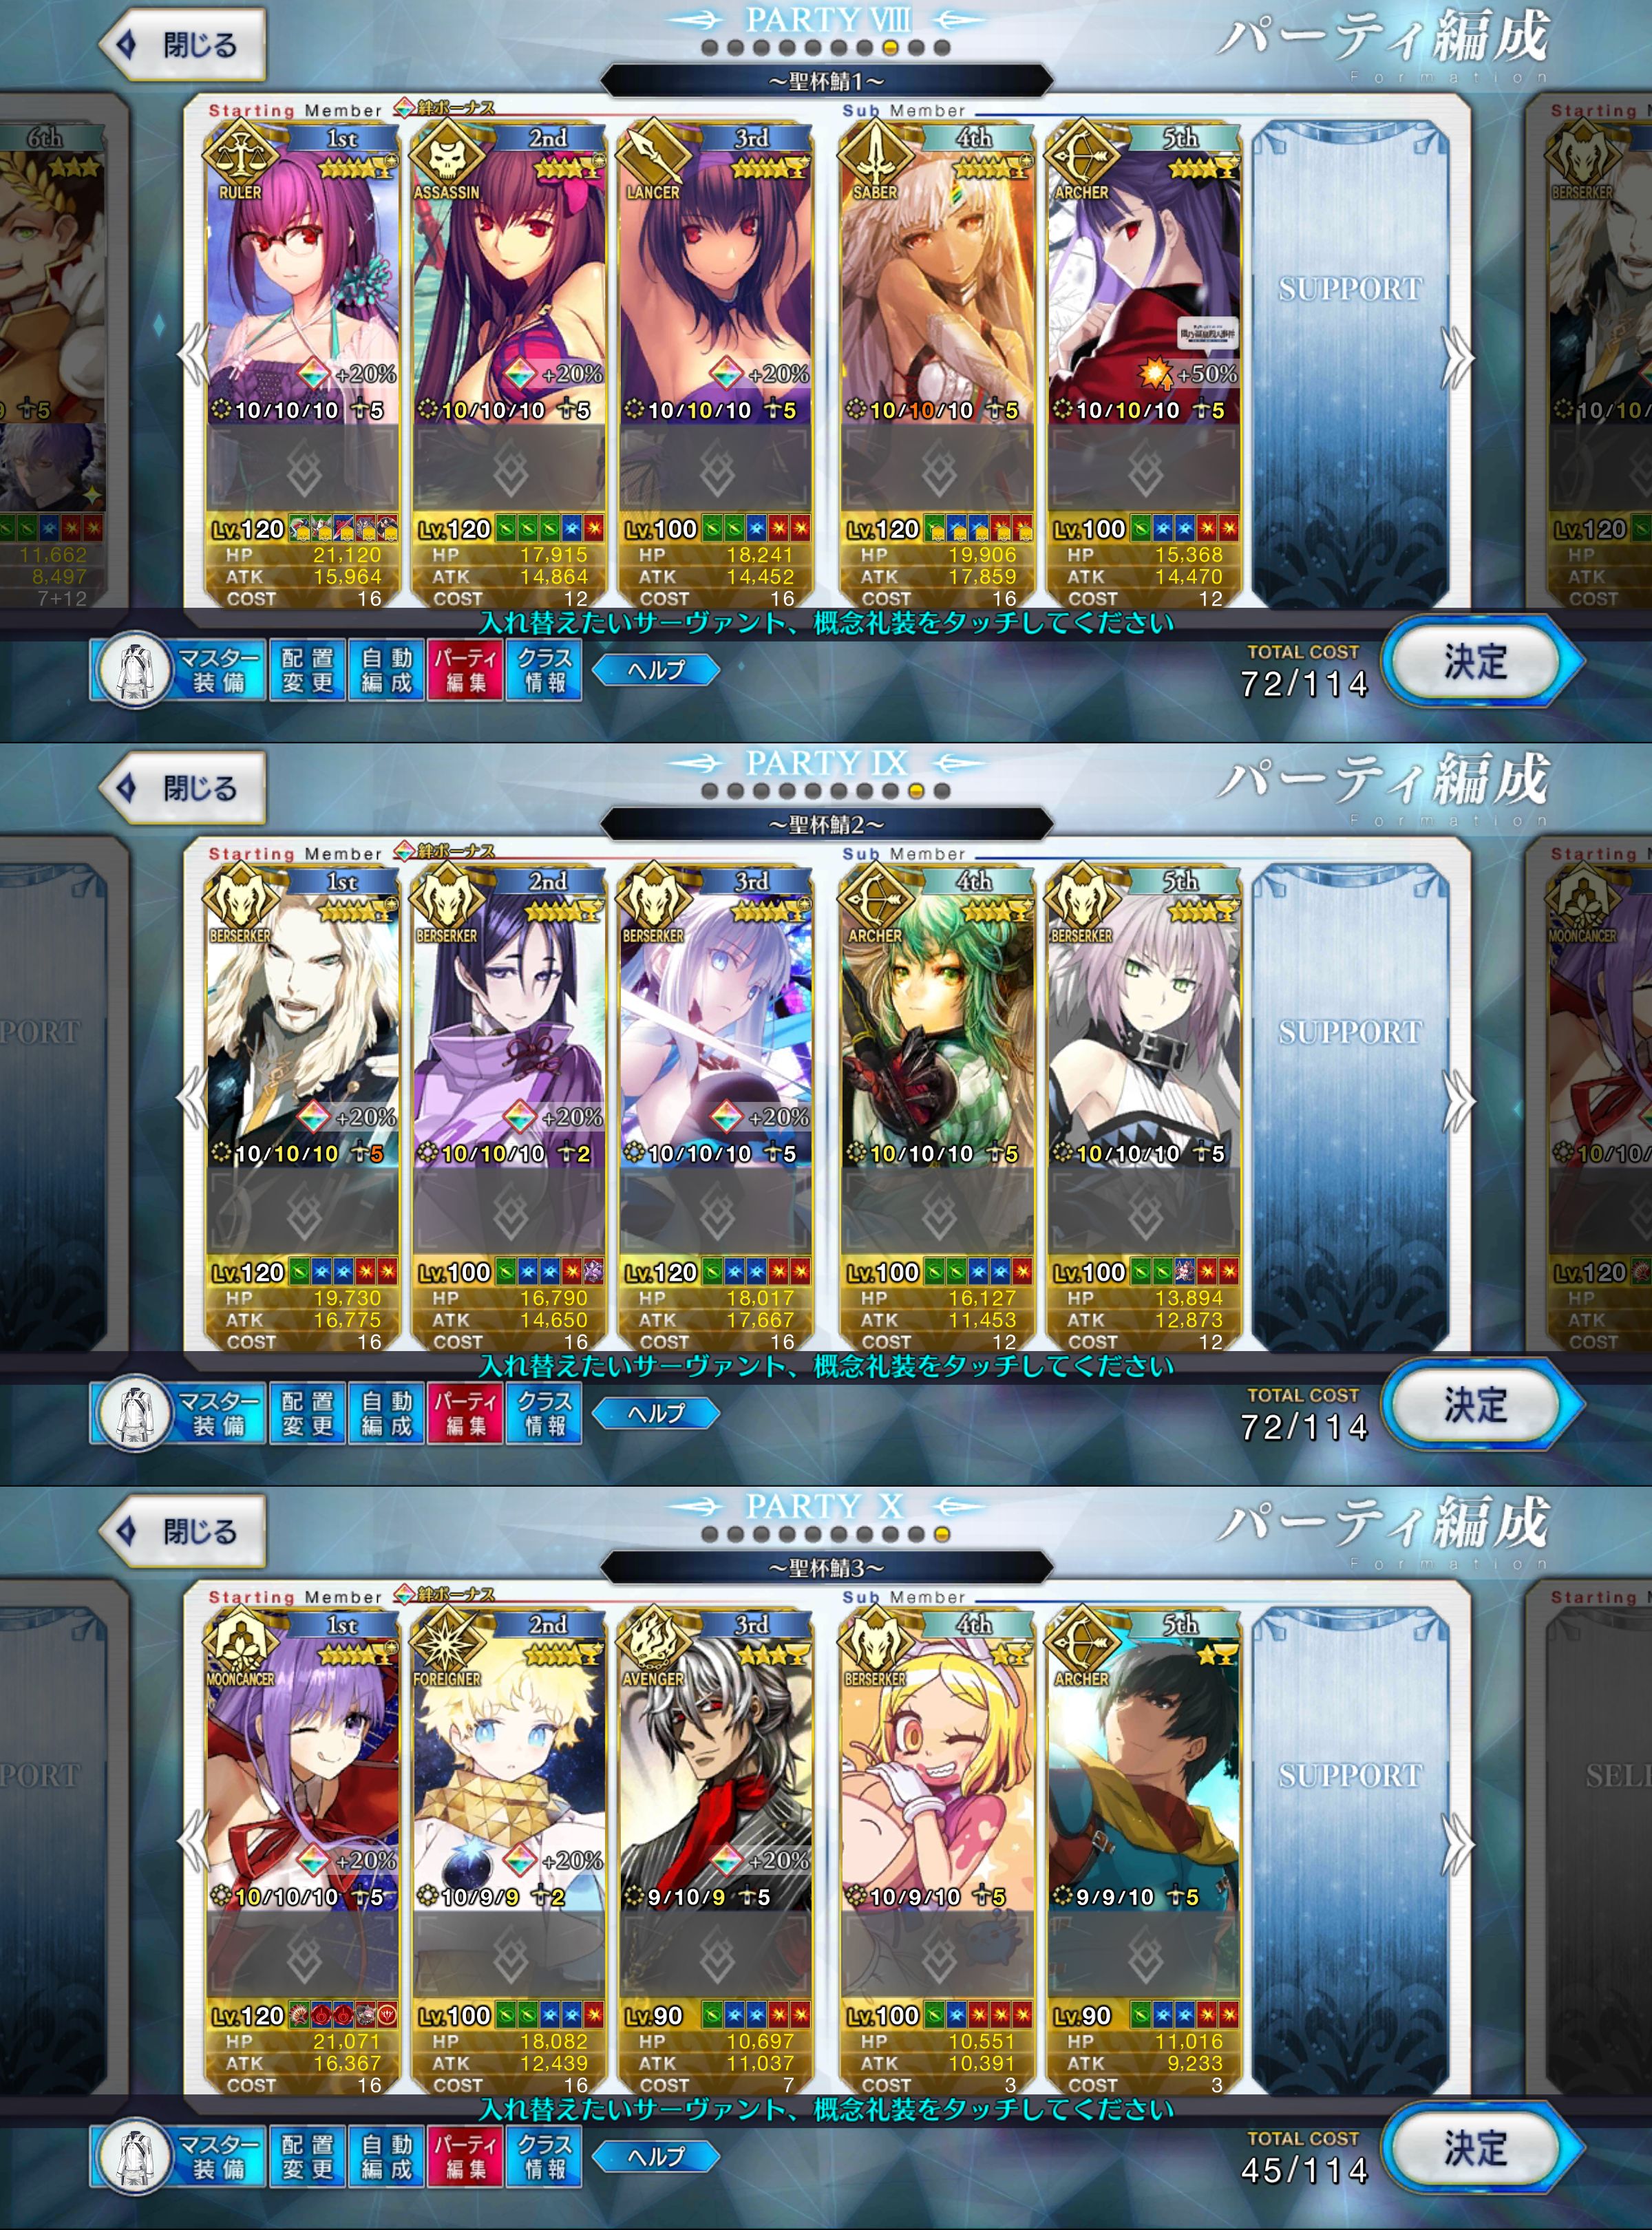 閉じる
PARTY VIII
パーティ編成
Formation
～聖杯鯖1～
Starting Member 絆ボーナス
Sub Member
6th
1st 2nd 3rd 4th 5th
RULER ASSASSIN LANCER SABER ARCHER BERSERKER
SUPPORT
+20% +20% +20% +50%
5
10/10/10 5 10/10/10 5 10/10/10 5 10/10/10 5 10/10/10 5
Lv.120 Lv.120 Lv.100 Lv.120 Lv.100 Lv.120
11,662 HP 21,120 HP 17,915 HP 18,241 HP 19,906 HP 15,368 HP
8,497 ATK 15,964 ATK 14,864 ATK 14,452 ATK 17,859 ATK 14,470 ATK
7+12 COST 16 COST 12 COST 16 COST 16 COST 12 COST
入れ替えたいサーヴァント、概念礼装をタッチしてください
マスター装備 配置変更 自動編成 パーティ編集 クラス情報 ヘルプ
TOTAL COST
72/114
決定
閉じる
PARTY IX
パーティ編成
Formation
～聖杯鯖2～
Starting Member 絆ボーナス
Sub Member
1st 2nd 3rd 4th 5th
BERSERKER BERSERKER BERSERKER ARCHER BERSERKER MOONCANCER
PORT SUPPORT
+20% +20% +20%
10/10/10 5 10/10/10 2 10/10/10 5 10/10/10 5 10/10/10 5
Lv.120 Lv.100 Lv.120 Lv.100 Lv.100 Lv.120
HP 19,730 HP 16,790 HP 18,017 HP 16,127 HP 13,894 HP
ATK 16,775 ATK 14,650 ATK 17,667 ATK 11,453 ATK 12,873 ATK
COST 16 COST 16 COST 16 COST 12 COST 12 COST
入れ替えたいサーヴァント、概念礼装をタッチしてください
マスター装備 配置変更 自動編成 パーティ編集 クラス情報 ヘルプ
TOTAL COST
72/114
決定
閉じる
PARTY X
パーティ編成
Formation
～聖杯鯖3～
Starting Member 絆ボーナス
Sub Member
1st 2nd 3rd 4th 5th
MOONCANCER FOREIGNER AVENGER BERSERKER ARCHER
PORT SUPPORT
+20% +20% +20%
10/10/10 5 10/9/9 2 9/10/9 5 10/9/10 5 9/9/10 5
Lv.120 Lv.100 Lv.90 Lv.100 Lv.90
HP 21,071 HP 18,082 HP 10,697 HP 10,551 HP 11,016
ATK 16,367 ATK 12,439 ATK 11,037 ATK 10,391 ATK 9,233
COST 16 COST 16 COST 7 COST 3 COST 3
入れ替えたいサーヴァント、概念礼装をタッチしてください
マスター装備 配置変更 自動編成 パーティ編集 クラス情報 ヘルプ
TOTAL COST
45/114
決定